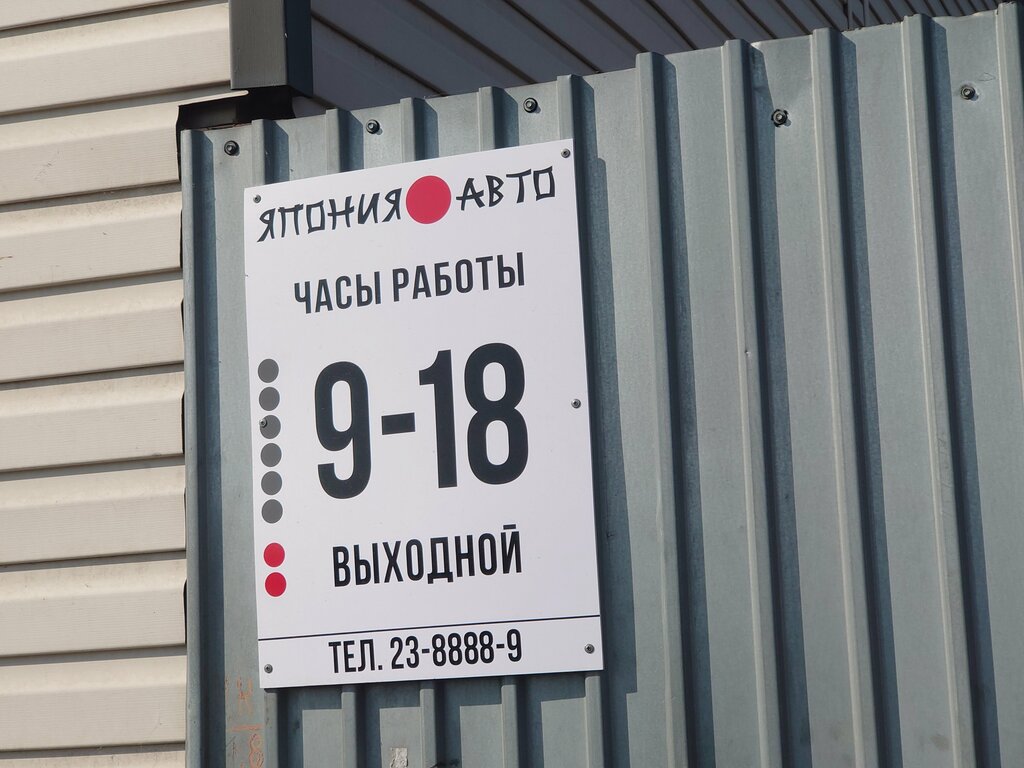 ЯПОНИЯ АВТО
ЧАСЫ РАБОТЫ
9-18
ВЫХОДНОЙ
ТЕЛ. 23-8888-9